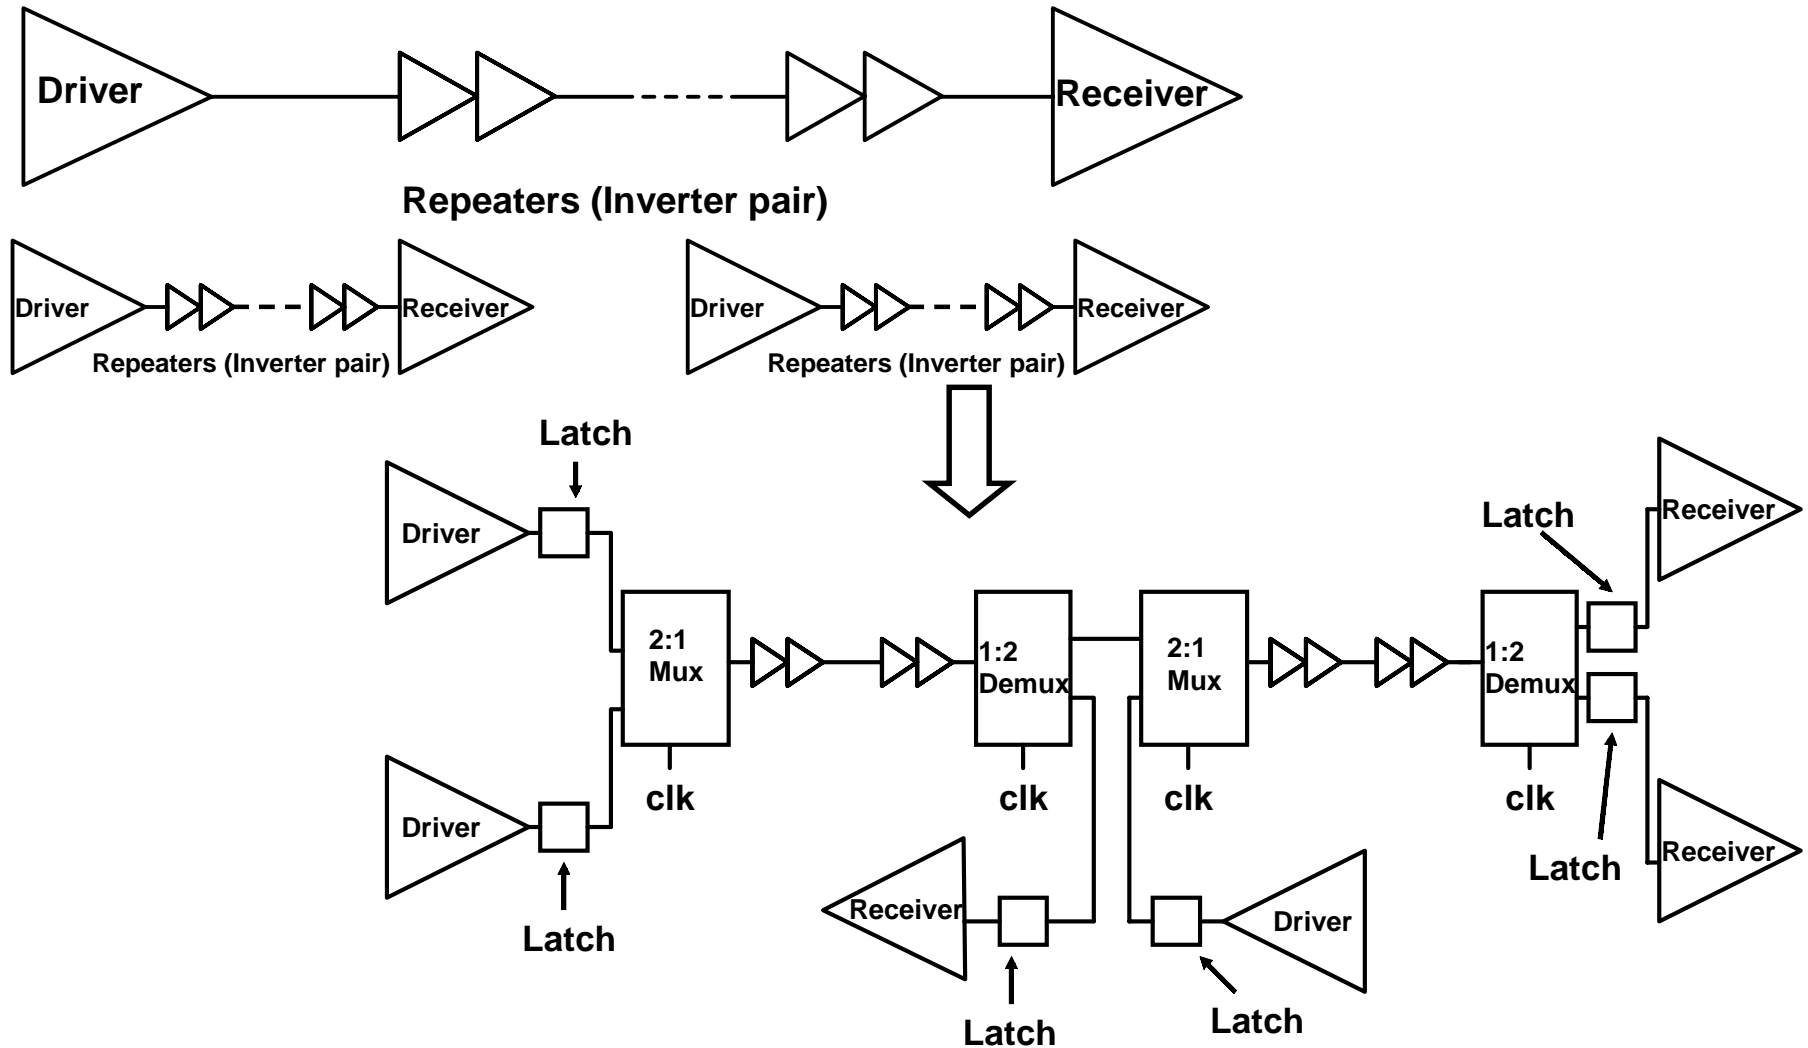 Driver
Receiver
Repeaters (Inverter pair)
Driver
Receiver
Repeaters (Inverter pair)
Driver
Receiver
Repeaters (Inverter pair)
Latch
Driver
Latch
Receiver
2:1
Mux
1:2
Demux
2:1
Mux
1:2
Demux
clk
clk
clk
clk
Driver
Latch
Receiver
Latch
Driver
Latch
Receiver
Latch